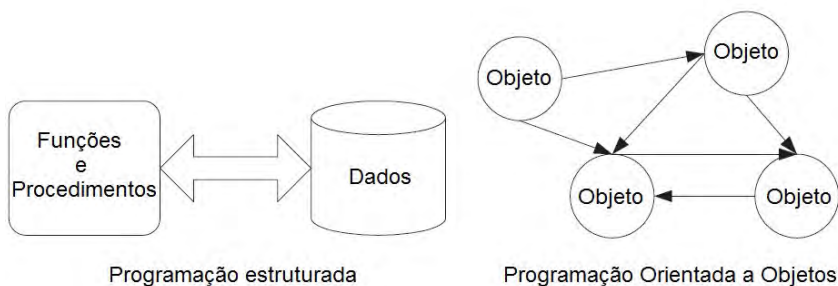 Funções
e
Procedimentos
Dados
Programação estruturada
Objeto
Objeto
Objeto
Objeto
Programação Orientada a Objetos